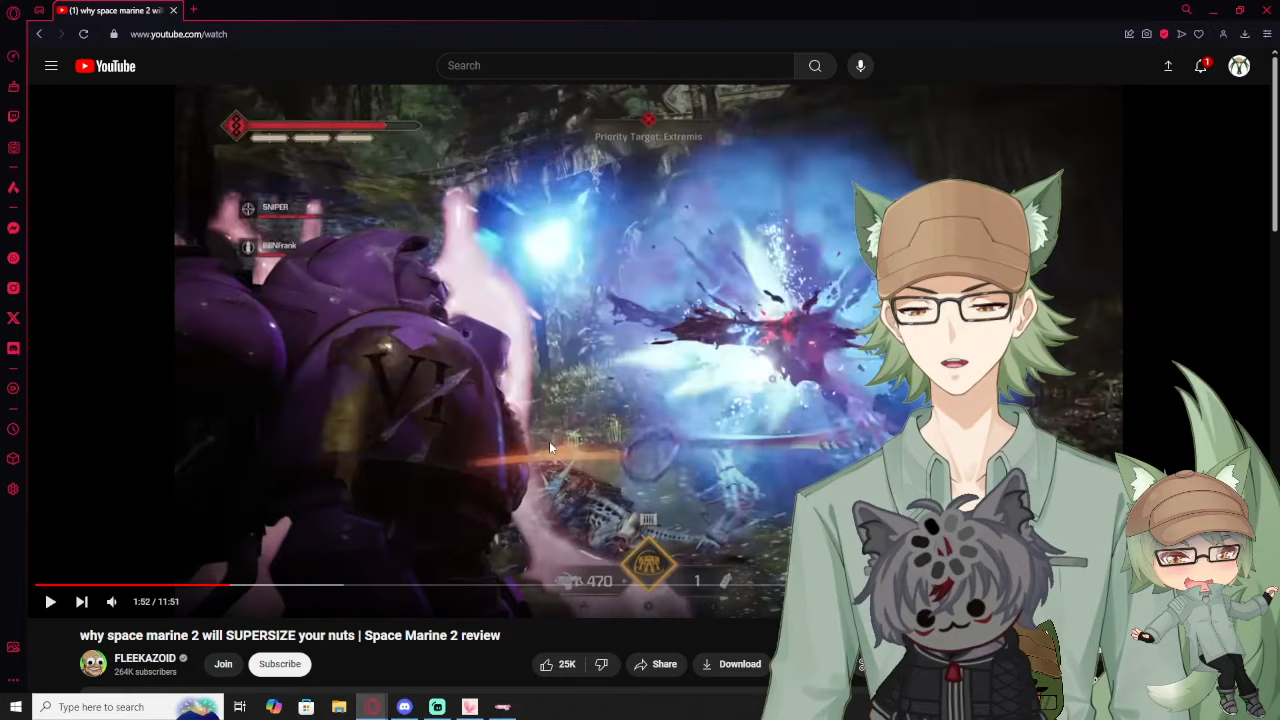 (1) why space marine 2 wil
www.youtube.com/watch
YouTube
Search
1
Priority Target: Extremis
SNIPER
BillNFrank
VI
470
1
1:52 / 11:51
why space marine 2 will SUPERSIZE your nuts | Space Marine 2 review
FLEEKAZOID
264K subscribers
Join
Subscribe
25K
Share
Download
Type here to search